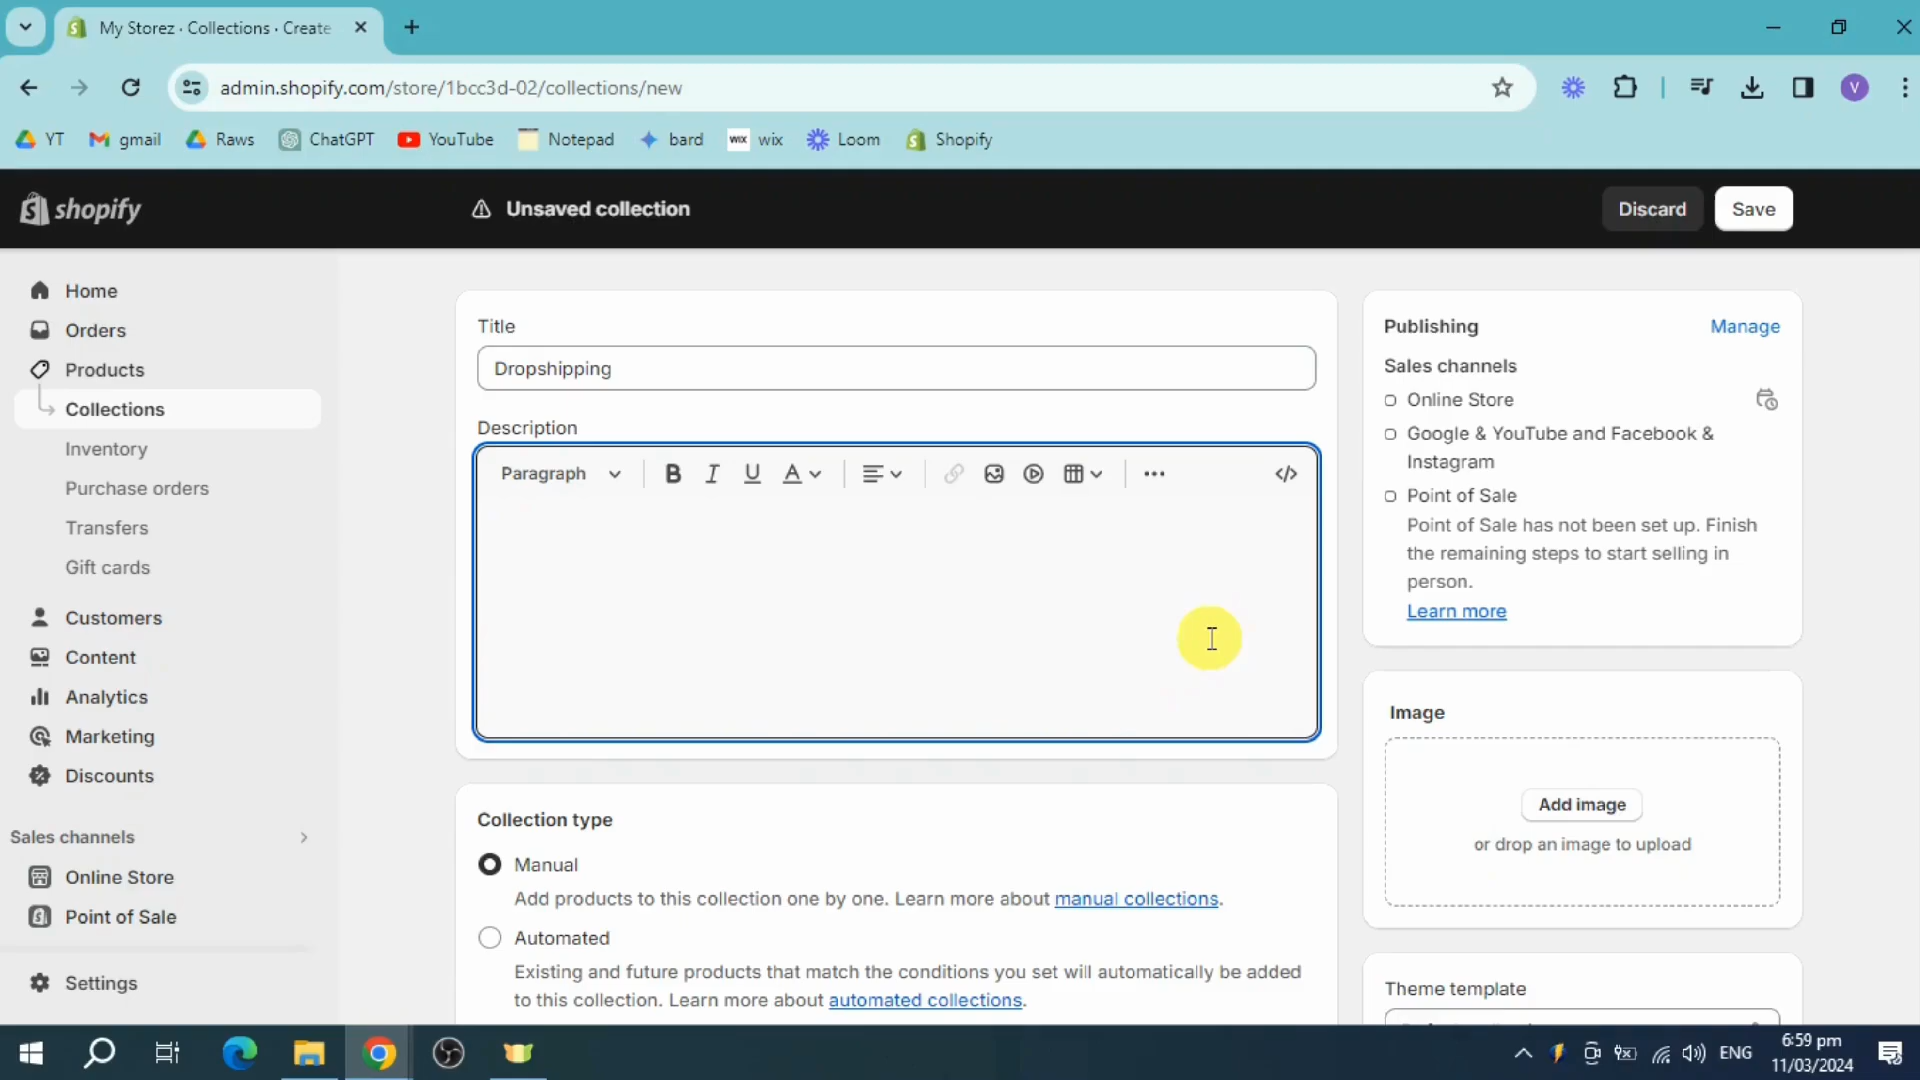 My Storez · Collections · Create
admin.shopify.com/store/1bcc3d-02/collections/new
V
YT
gmail
Raws
ChatGPT
YouTube
Notepad
bard
WIX wix
Loom
Shopify
shopify
Unsaved collection
Discard
Save
Home
Orders
Products
Collections
Inventory
Purchase orders
Transfers
Gift cards
Customers
Content
Analytics
Marketing
Discounts
Sales channels
Online Store
Point of Sale
Settings
Title
Dropshipping
Description
Paragraph
B I U A
Collection type
Manual
Add products to this collection one by one. Learn more about manual collections.
Automated
Existing and future products that match the conditions you set will automatically be added
to this collection. Learn more about automated collections.
Publishing
Manage
Sales channels
Online Store
Google & YouTube and Facebook &
Instagram
Point of Sale
Point of Sale has not been set up. Finish
the remaining steps to start selling in
person.
Learn more
Image
Add image
or drop an image to upload
Theme template
ENG
6:59 pm
11/03/2024